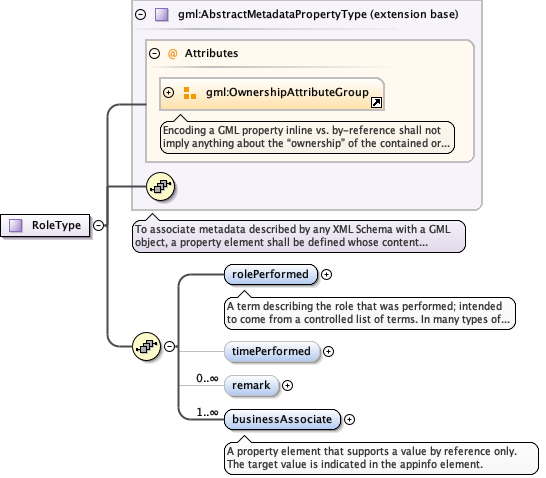 gml:AbstractMetadataPropertyType (extension base)
@ Attributes
gml:OwnershipAttributeGroup
Encoding a GML property inline vs. by-reference shall not
imply anything about the “ownership” of the contained or...
RoleType
To associate metadata described by any XML Schema with a GML
object, a property element shall be defined whose content...
rolePerformed
A term describing the role that was performed; intended
to come from a controlled list of terms. In many types of...
timePerformed
0..∞ remark
1..∞ businessAssociate
A property element that supports a value by reference only.
The target value is indicated in the appinfo element.